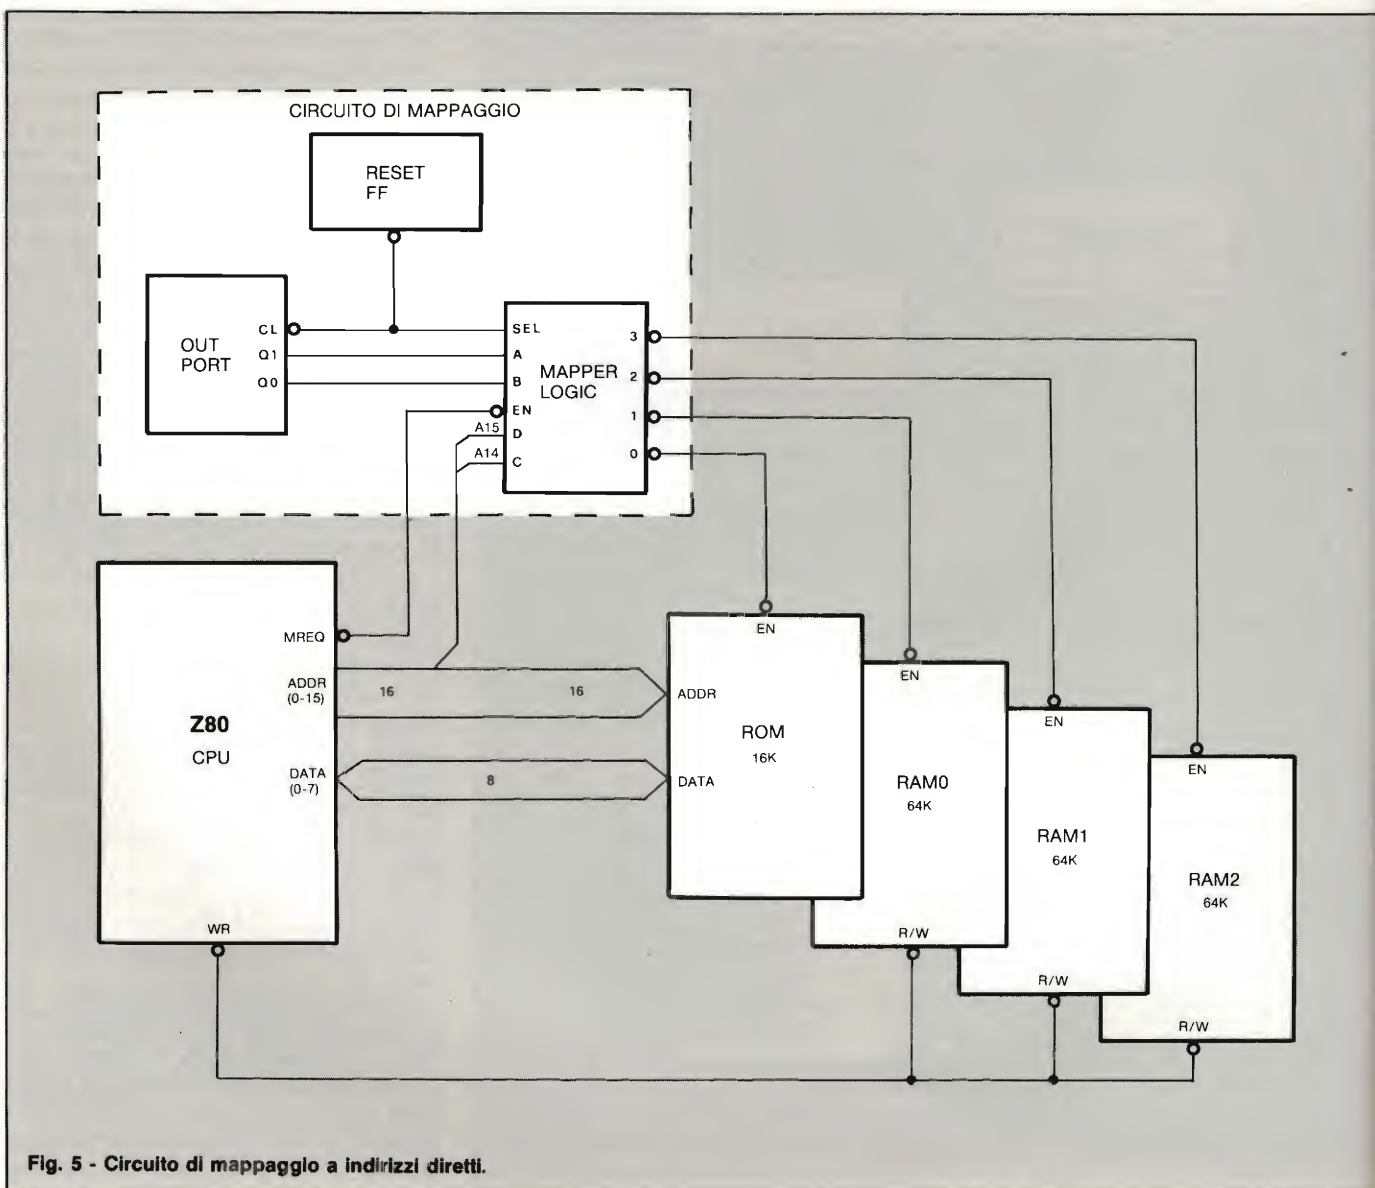 CIRCUITO DI MAPPAGGIO
RESET
FF
OUT
PORT
CL
Q1
Q0
SEL
A
B
EN
D
C
A15
A14
MAPPER
LOGIC
3
2
1
0
MREQ
ADDR
(0-15)
Z80
CPU
DATA
(0-7)
WR
16
16
8
EN
ADDR
ROM
16K
DATA
EN
RAM0
64K
R/W
EN
RAM1
64K
R/W
EN
RAM2
64K
R/W
Fig. 5 - Circuito di mappaggio a indirizzi diretti.